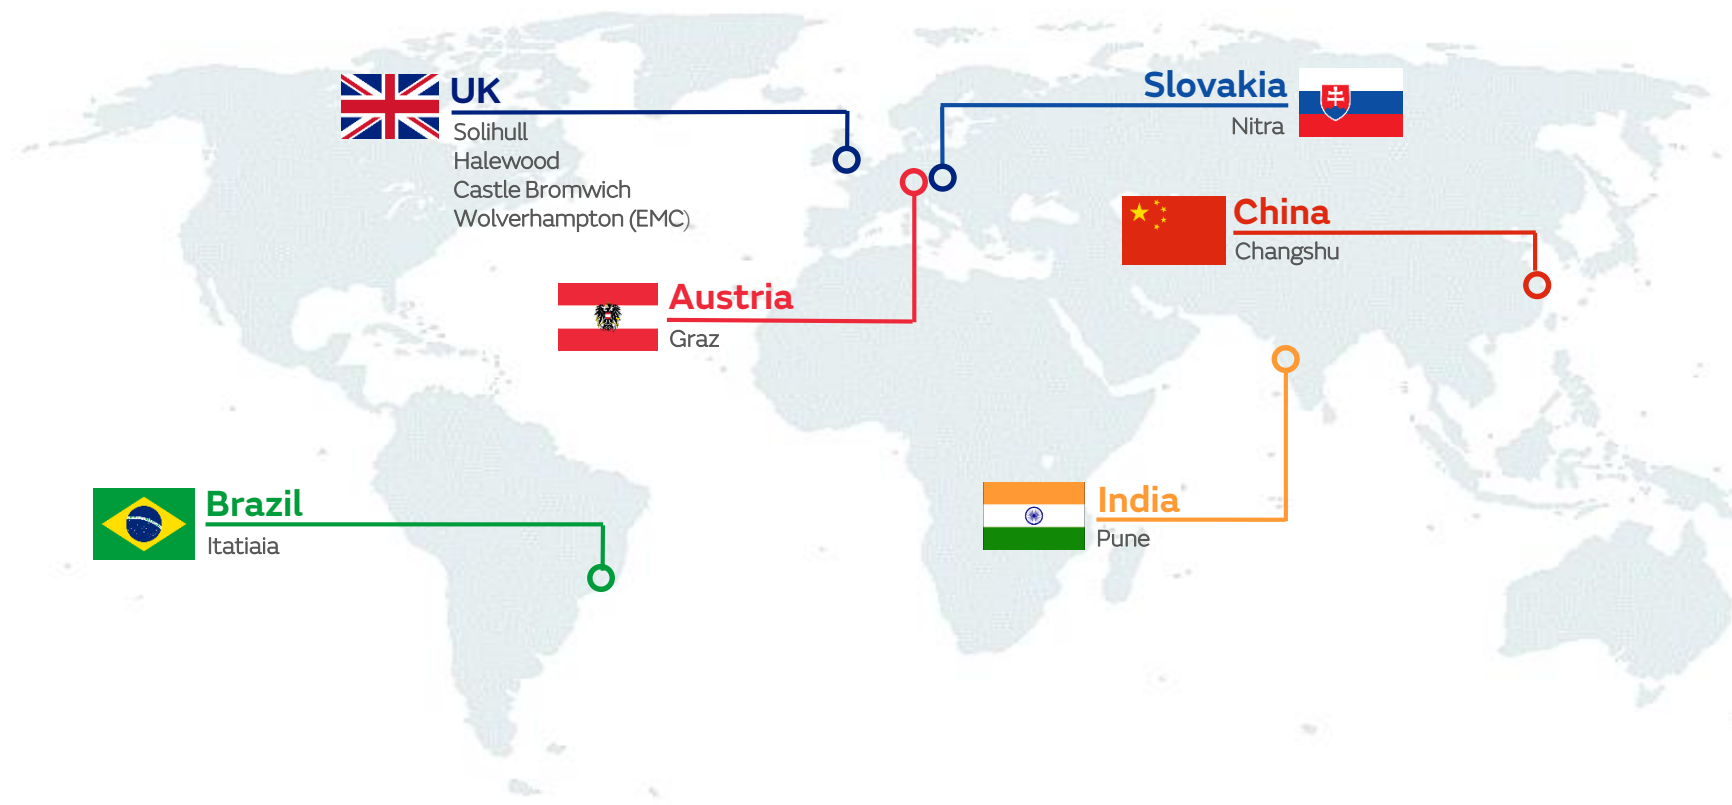 UK
Solihull
Halewood
Castle Bromwich
Wolverhampton (EMC)
Slovakia
Nitra
China
Changshu
Austria
Graz
Brazil
Itatiaia
India
Pune